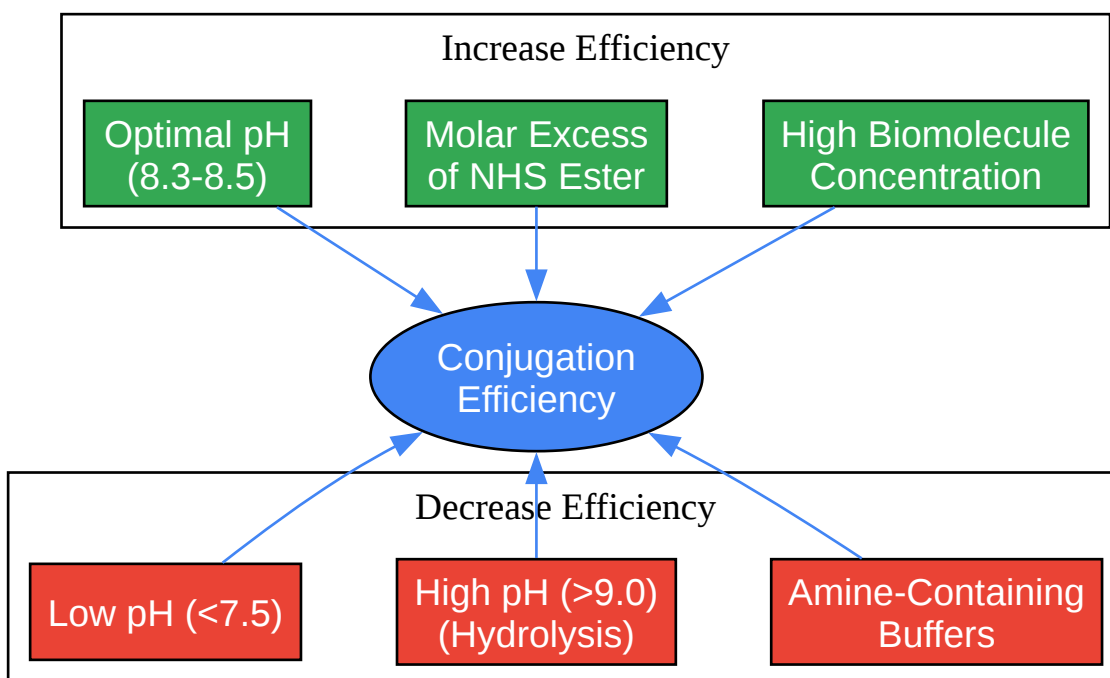 Increase Efficiency
Optimal pH
(8.3-8.5)
Molar Excess
of NHS Ester
High Biomolecule
Concentration
Conjugation
Efficiency
Decrease Efficiency
Low pH (<7.5)
High pH (>9.0)
(Hydrolysis)
Amine-Containing
Buffers